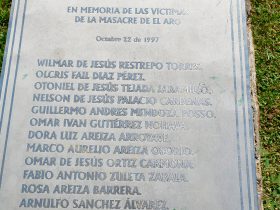 EN MEMORIA DE LAS VÍCTIMAS
DE LA MASACRE DE EL ARO
Octubre 22 de 1997
WILMAR DE JESÚS RESTREPO TORRES.
OLCRIS FAIL DIAZ PÉREZ.
OTONIEL DE JESÚS TEJADA JARAMILLO.
NELSON DE JESÚS PALACIO CÁRDENAS.
GUILLERMO ANDRES MENDOZA POSSO.
OMAR IVAN GUTIÉRREZ NOHAVÁ.
DORA LUZ AREIZA ARROYAVE.
MARCO AURELIO AREIZA OSORIO.
OMAR DE JESUS ORTIZ CARMONA.
FABIO ANTONIO ZULETA ZABALA.
ROSA AREIZA BARRERA.
ARNULFO SANCHEZ ÁLVAREZ.